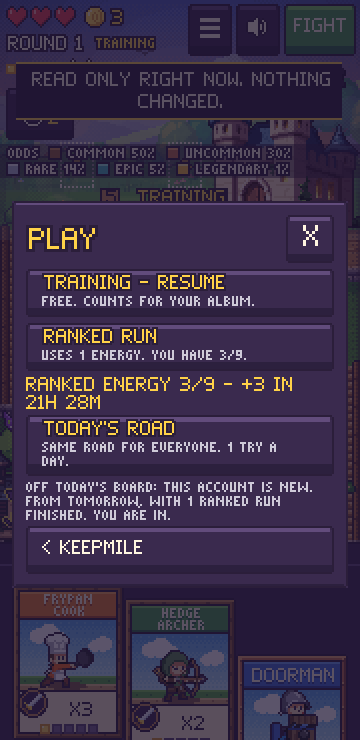 3
FIGHT
ROUND 1 TRAINING
READ ONLY RIGHT NOW. NOTHING
CHANGED.
ODDS COMMON 50% UNCOMMON 30%
RARE 14% EPIC 5% LEGENDARY 1%
TRAINING
PLAY
X
TRAINING - RESUME
FREE. COUNTS FOR YOUR ALBUM.
RANKED RUN
USES 1 ENERGY. YOU HAVE 3/9.
RANKED ENERGY 3/9 - +3 IN
21H 28M
TODAY'S ROAD
SAME ROAD FOR EVERYONE. 1 TRY A
DAY.
OFF TODAY'S BOARD: THIS ACCOUNT IS NEW.
FROM TOMORROW, WITH 1 RANKED RUN
FINISHED. YOU ARE IN.
< KEEPMILE
FRYPAN
COOK
HEDGE
ARCHER
DOORMAN
X3
X2